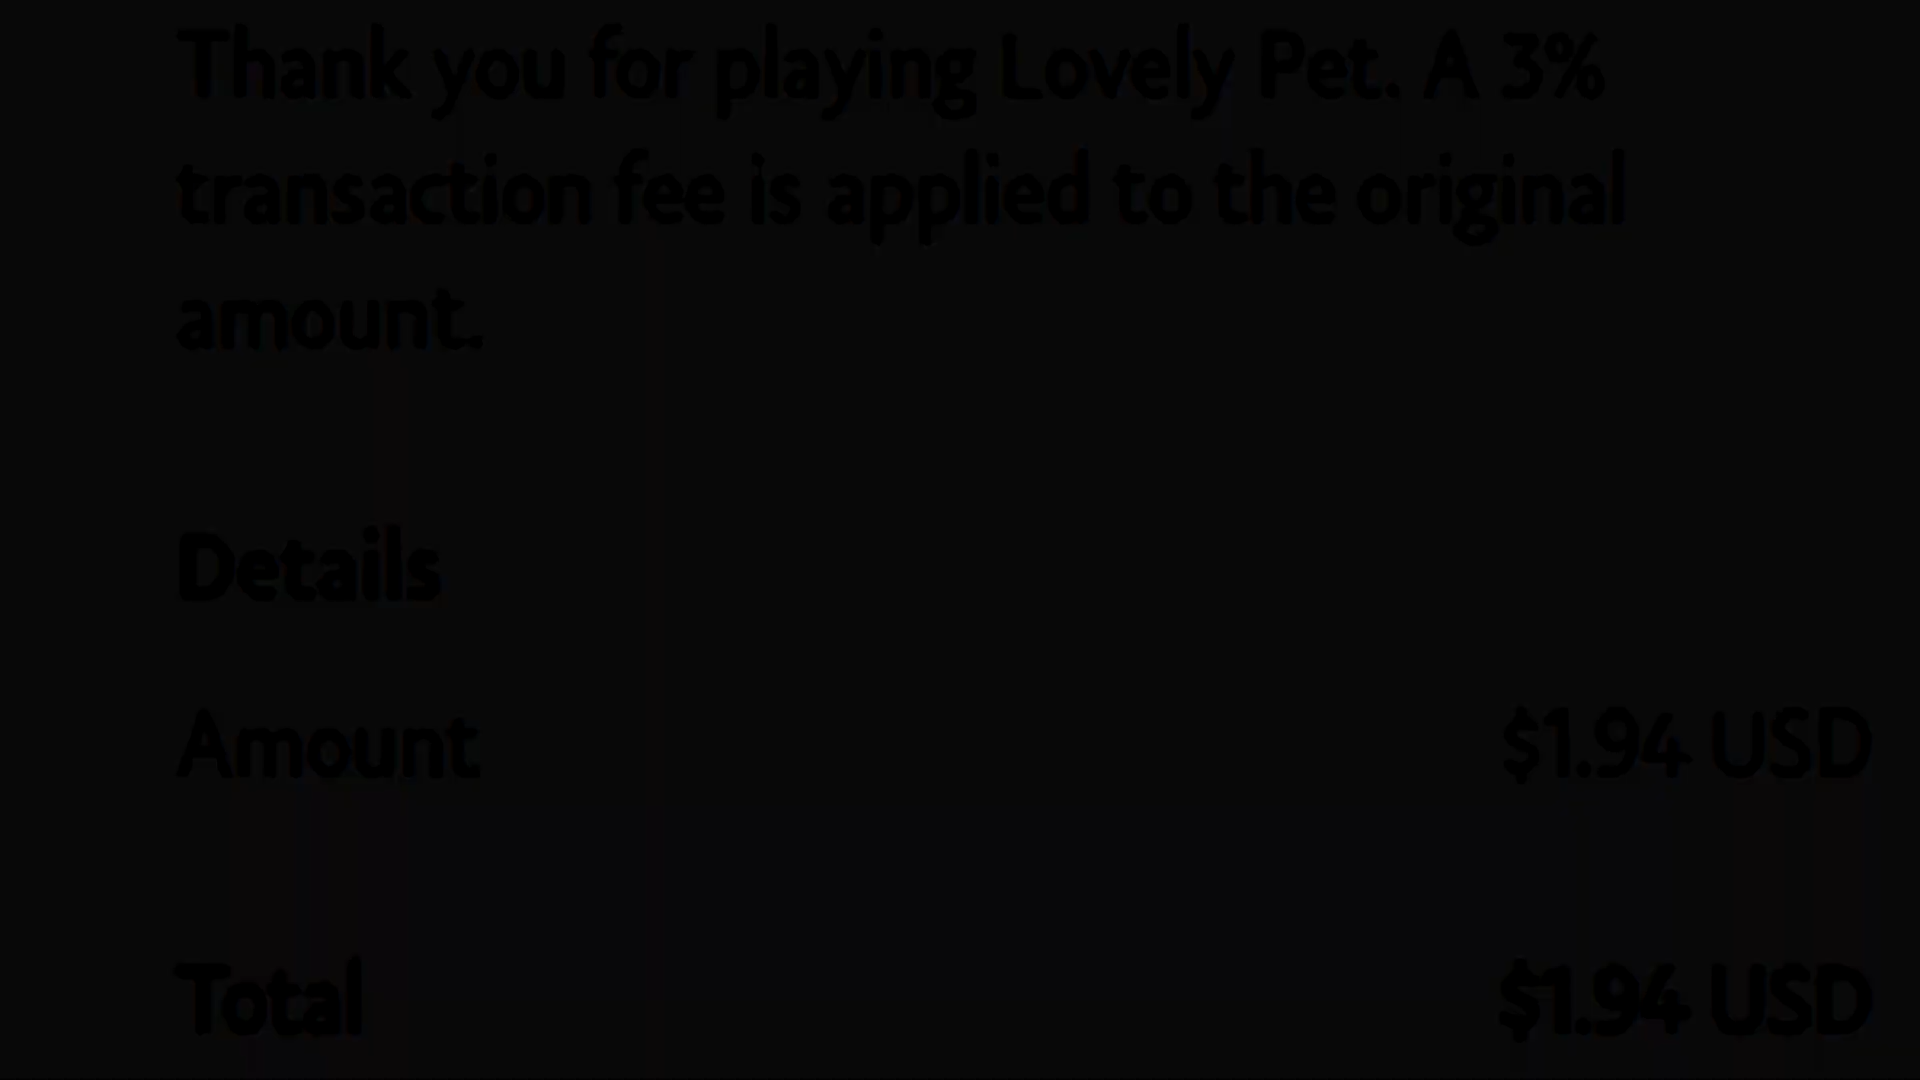 Thank you for playing Lovely Pet. A 3%
transaction fee is applied to the original
amount.
Details
Amount $1.94 USD
Total $1.94 USD